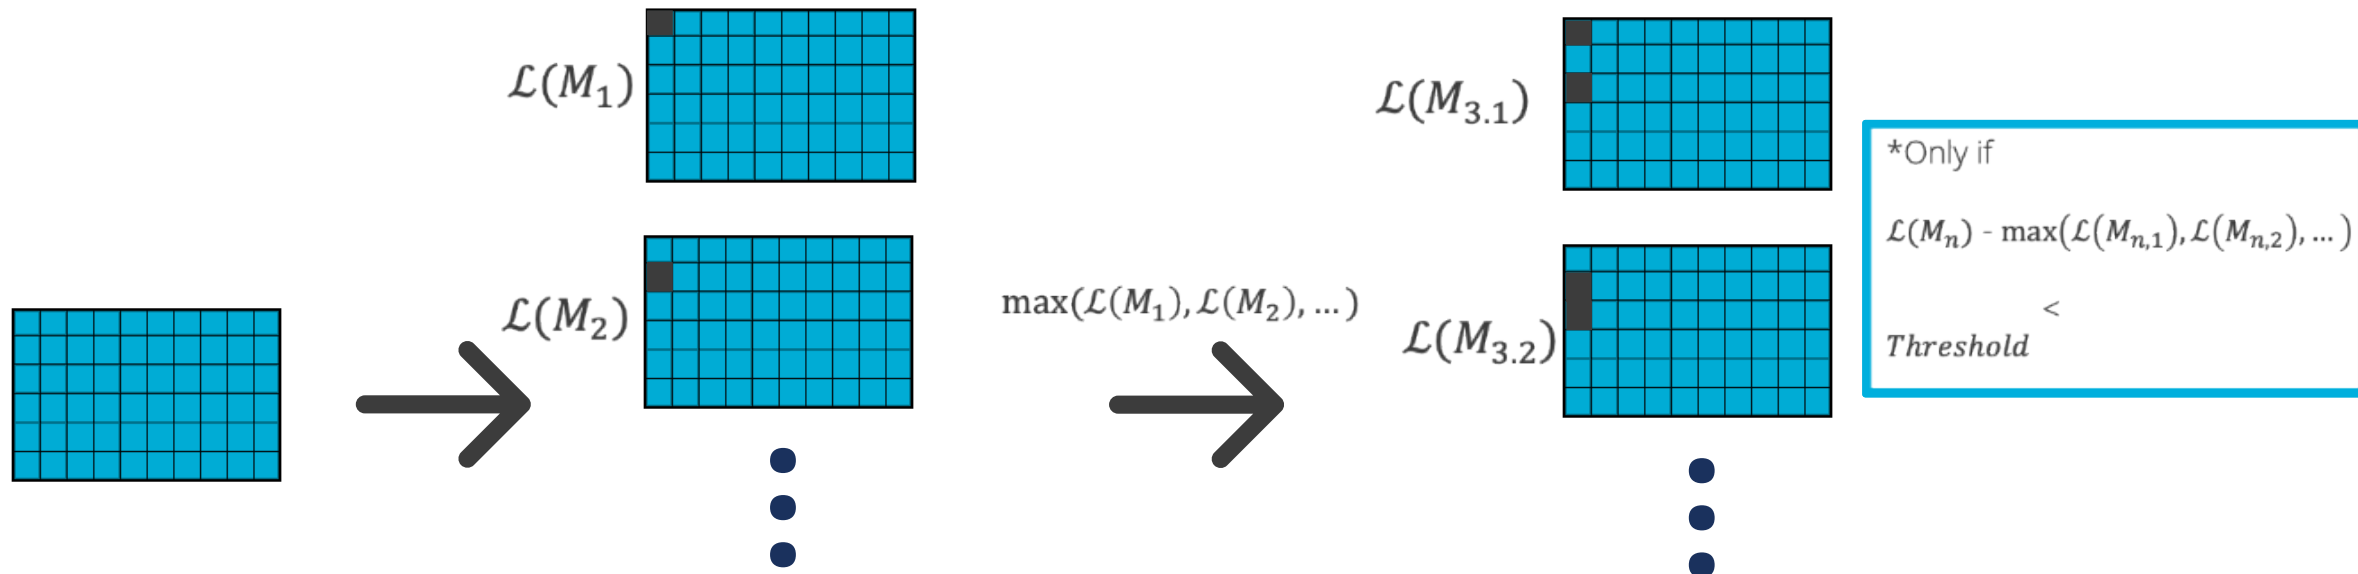 ℒ(M₁)
ℒ(M₂)
max(ℒ(M₁), ℒ(M₂), …)
ℒ(M₃.₁)
ℒ(M₃.₂)
*Only if
ℒ(Mₙ) - max(ℒ(Mₙ,₁), ℒ(Mₙ,₂), …)
<
Threshold